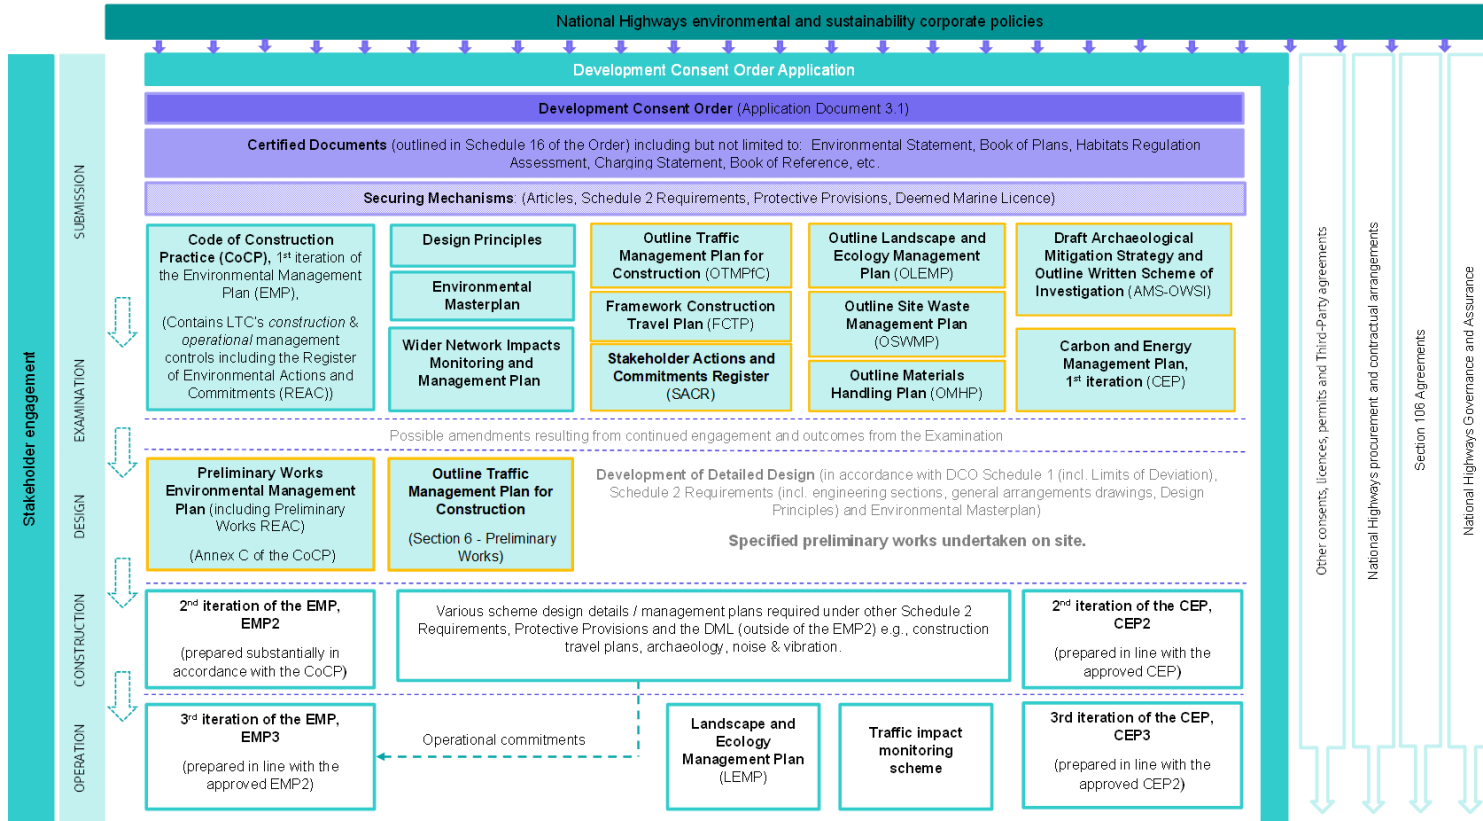 National Highways environmental and sustainability corporate policies
Stakeholder engagement
SUBMISSION
EXAMINATION
DESIGN
CONSTRUCTION
OPERATION
Development Consent Order Application
Development Consent Order (Application Document 3.1)
Certified Documents (outlined in Schedule 16 of the Order) including but not limited to: Environmental Statement, Book of Plans, Habitats Regulation
Assessment, Charging Statement, Book of Reference, etc.
Securing Mechanisms: (Articles, Schedule 2 Requirements, Protective Provisions, Deemed Marine Licence)
Code of Construction
Practice (CoCP), 1st iteration of
the Environmental Management
Plan (EMP),
(Contains LTC's construction &
operational management
controls including the Register
of Environmental Actions and
Commitments (REAC))
Design Principles
Environmental
Masterplan
Wider Network Impacts
Monitoring and
Management Plan
Outline Traffic
Management Plan for
Construction (OTMPfC)
Framework Construction
Travel Plan (FCTP)
Stakeholder Actions and
Commitments Register
(SACR)
Outline Landscape and
Ecology Management
Plan (OLEMP)
Outline Site Waste
Management Plan
(OSWMP)
Outline Materials
Handling Plan (OMHP)
Draft Archaeological
Mitigation Strategy and
Outline Written Scheme of
Investigation (AMS-OWSI)
Carbon and Energy
Management Plan,
1st iteration (CEP)
Possible amendments resulting from continued engagement and outcomes from the Examination
Preliminary Works
Environmental Management
Plan (including Preliminary
Works REAC)
(Annex C of the CoCP)
Outline Traffic
Management Plan for
Construction
(Section 6 - Preliminary
Works)
Development of Detailed Design (in accordance with DCO Schedule 1 (incl. Limits of Deviation),
Schedule 2 Requirements (incl. engineering sections, general arrangements drawings, Design
Principles) and Environmental Masterplan)
Specified preliminary works undertaken on site.
2nd iteration of the EMP,
EMP2
(prepared substantially in
accordance with the CoCP)
Various scheme design details / management plans required under other Schedule 2
Requirements, Protective Provisions and the DML (outside of the EMP2) e.g., construction
travel plans, archaeology, noise & vibration.
2nd iteration of the CEP,
CEP2
(prepared in line with the
approved CEP)
3rd iteration of the EMP,
EMP3
(prepared in line with the
approved EMP2)
Operational commitments
Landscape and
Ecology
Management Plan
(LEMP)
Traffic impact
monitoring
scheme
3rd iteration of the CEP,
CEP3
(prepared in line with the
approved CEP2)
Other consents, licences, permits and Third-Party agreements
National Highways procurement and contractual arrangements
Section 106 Agreements
National Highways Governance and Assurance